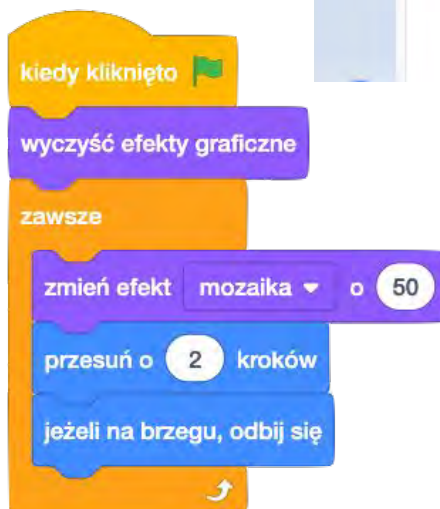 kiedy kliknięto
wyczyść efekty graficzne
zawsze
zmień efekt mozaika o 50
przesuń o 2 kroków
jeżeli na brzegu, odbij się